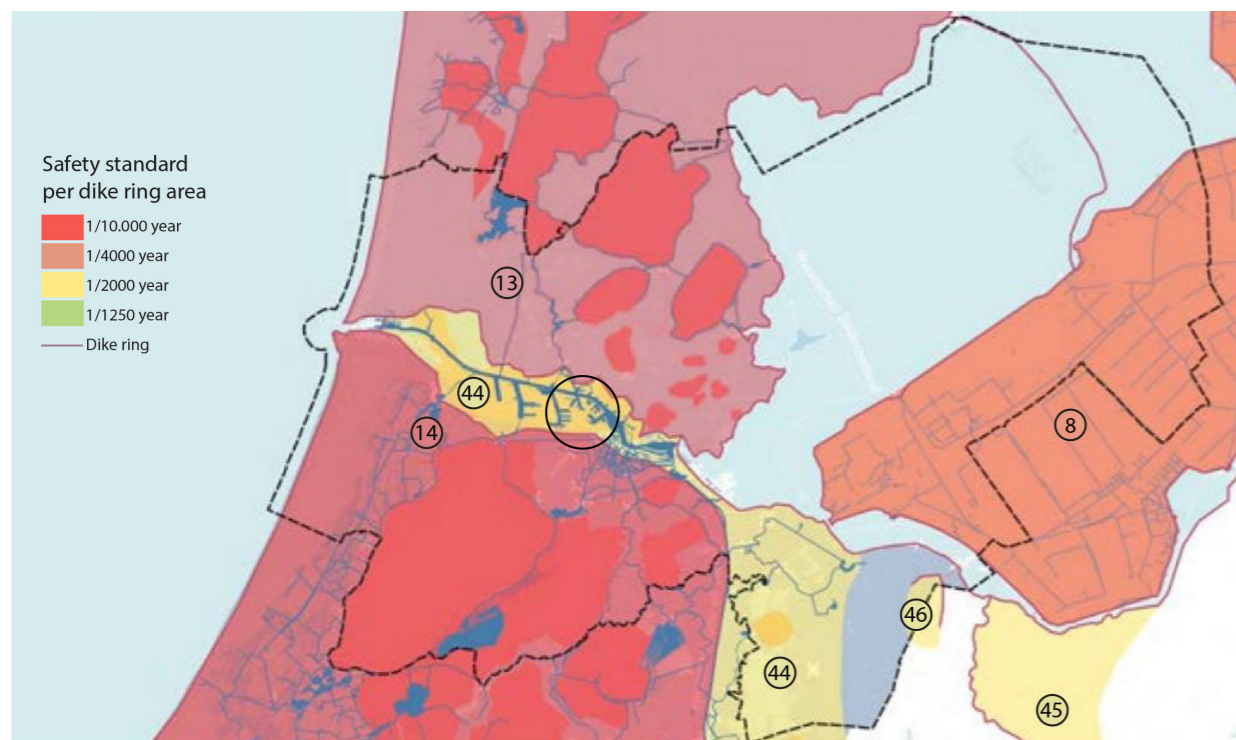 Safety standard
per dike ring area
1/10.000 year
1/4000 year
1/2000 year
1/1250 year
Dike ring
13
44
14
8
46
44
45